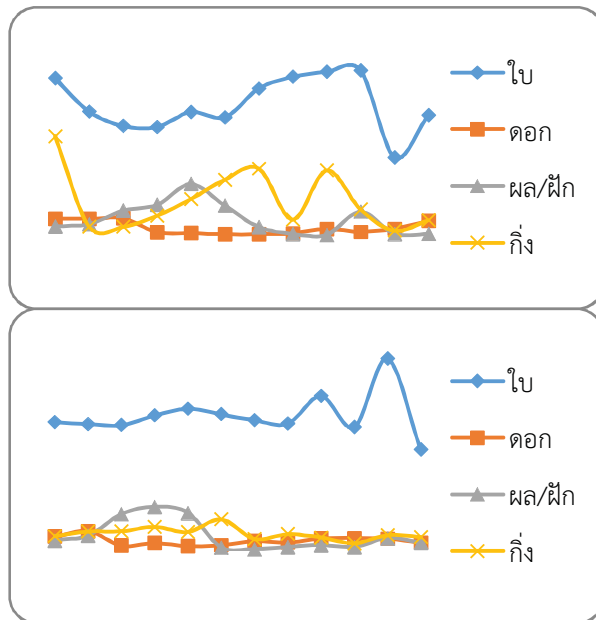 ใบ
ดอก
ผล/ฝัก
กิ่ง
ใบ
ดอก
ผล/ฝัก
กิ่ง